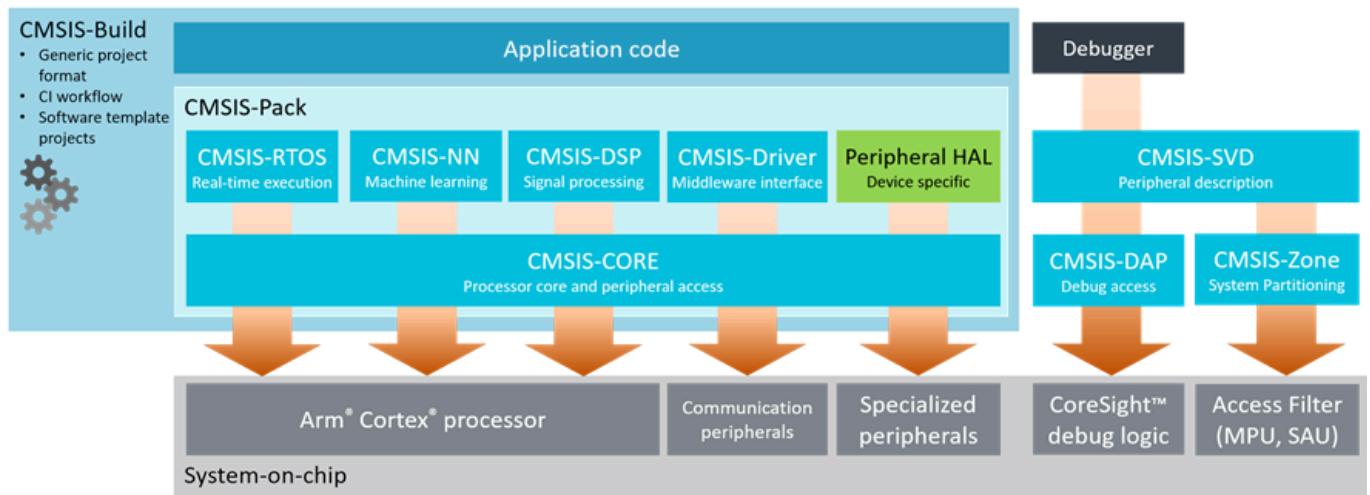 CMSIS-Build
• Generic project
format
• CI workflow
• Software template
projects
Application code
Debugger
CMSIS-Pack
CMSIS-RTOS
Real-time execution
CMSIS-NN
Machine learning
CMSIS-DSP
Signal processing
CMSIS-Driver
Middleware interface
Peripheral HAL
Device specific
CMSIS-SVD
Peripheral description
CMSIS-CORE
Processor core and peripheral access
CMSIS-DAP
Debug access
CMSIS-Zone
System Partitioning
Arm® Cortex® processor
Communication
peripherals
Specialized
peripherals
CoreSight™
debug logic
Access Filter
(MPU, SAU)
System-on-chip